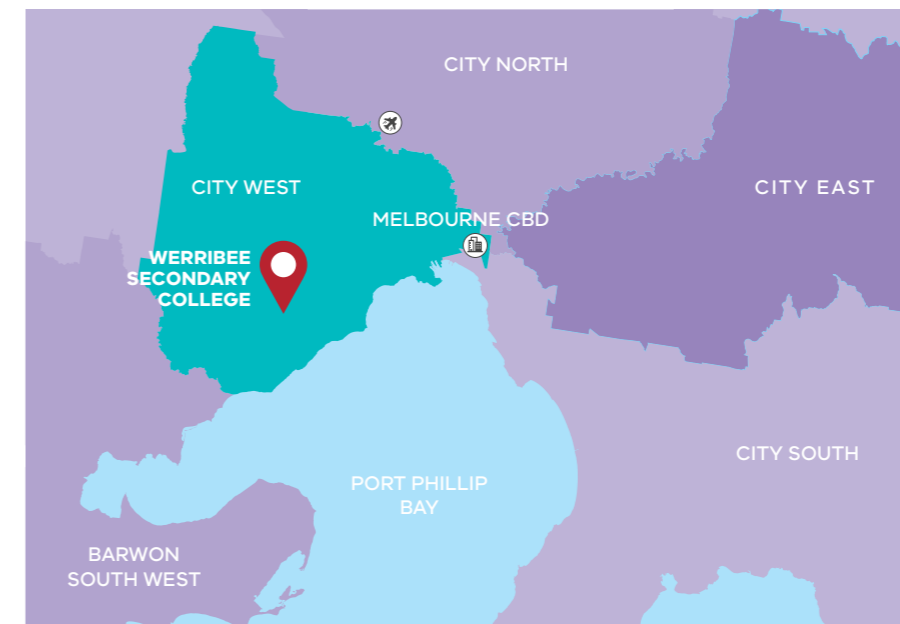 CITY NORTH
CITY WEST
CITY EAST
MELBOURNE CBD
WERRIBEE
SECONDARY
COLLEGE
CITY SOUTH
PORT PHILLIP
BAY
BARWON
SOUTH WEST